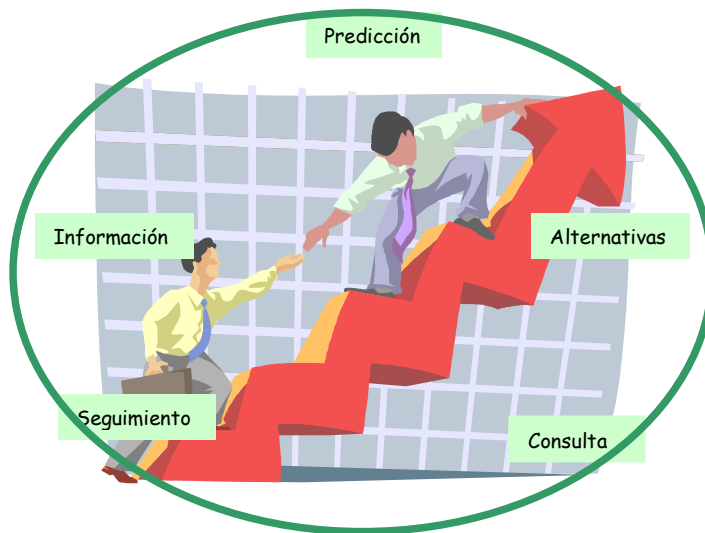 Predicción
Información
Alternativas
Seguimiento
Consulta